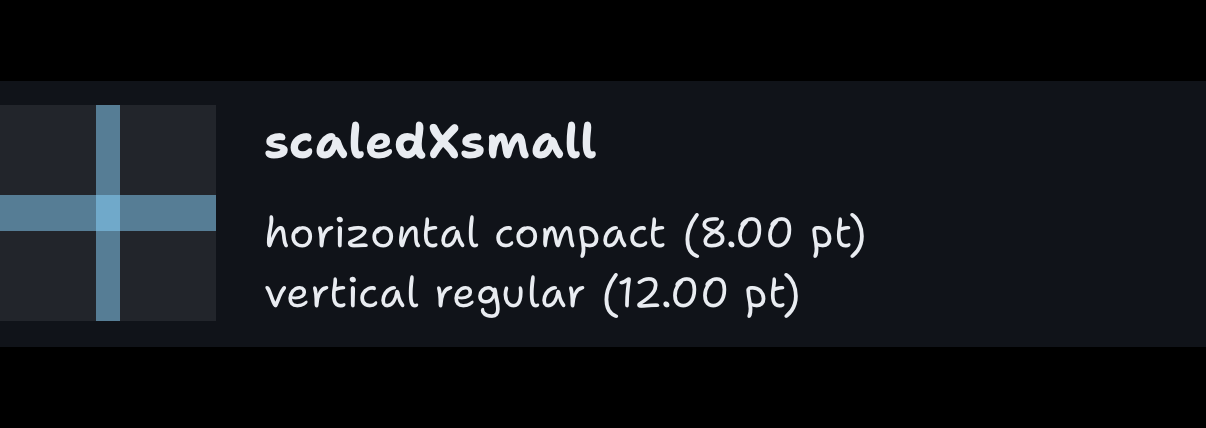 scaledXsmall
horizontal compact (8.00 pt)
vertical regular (12.00 pt)